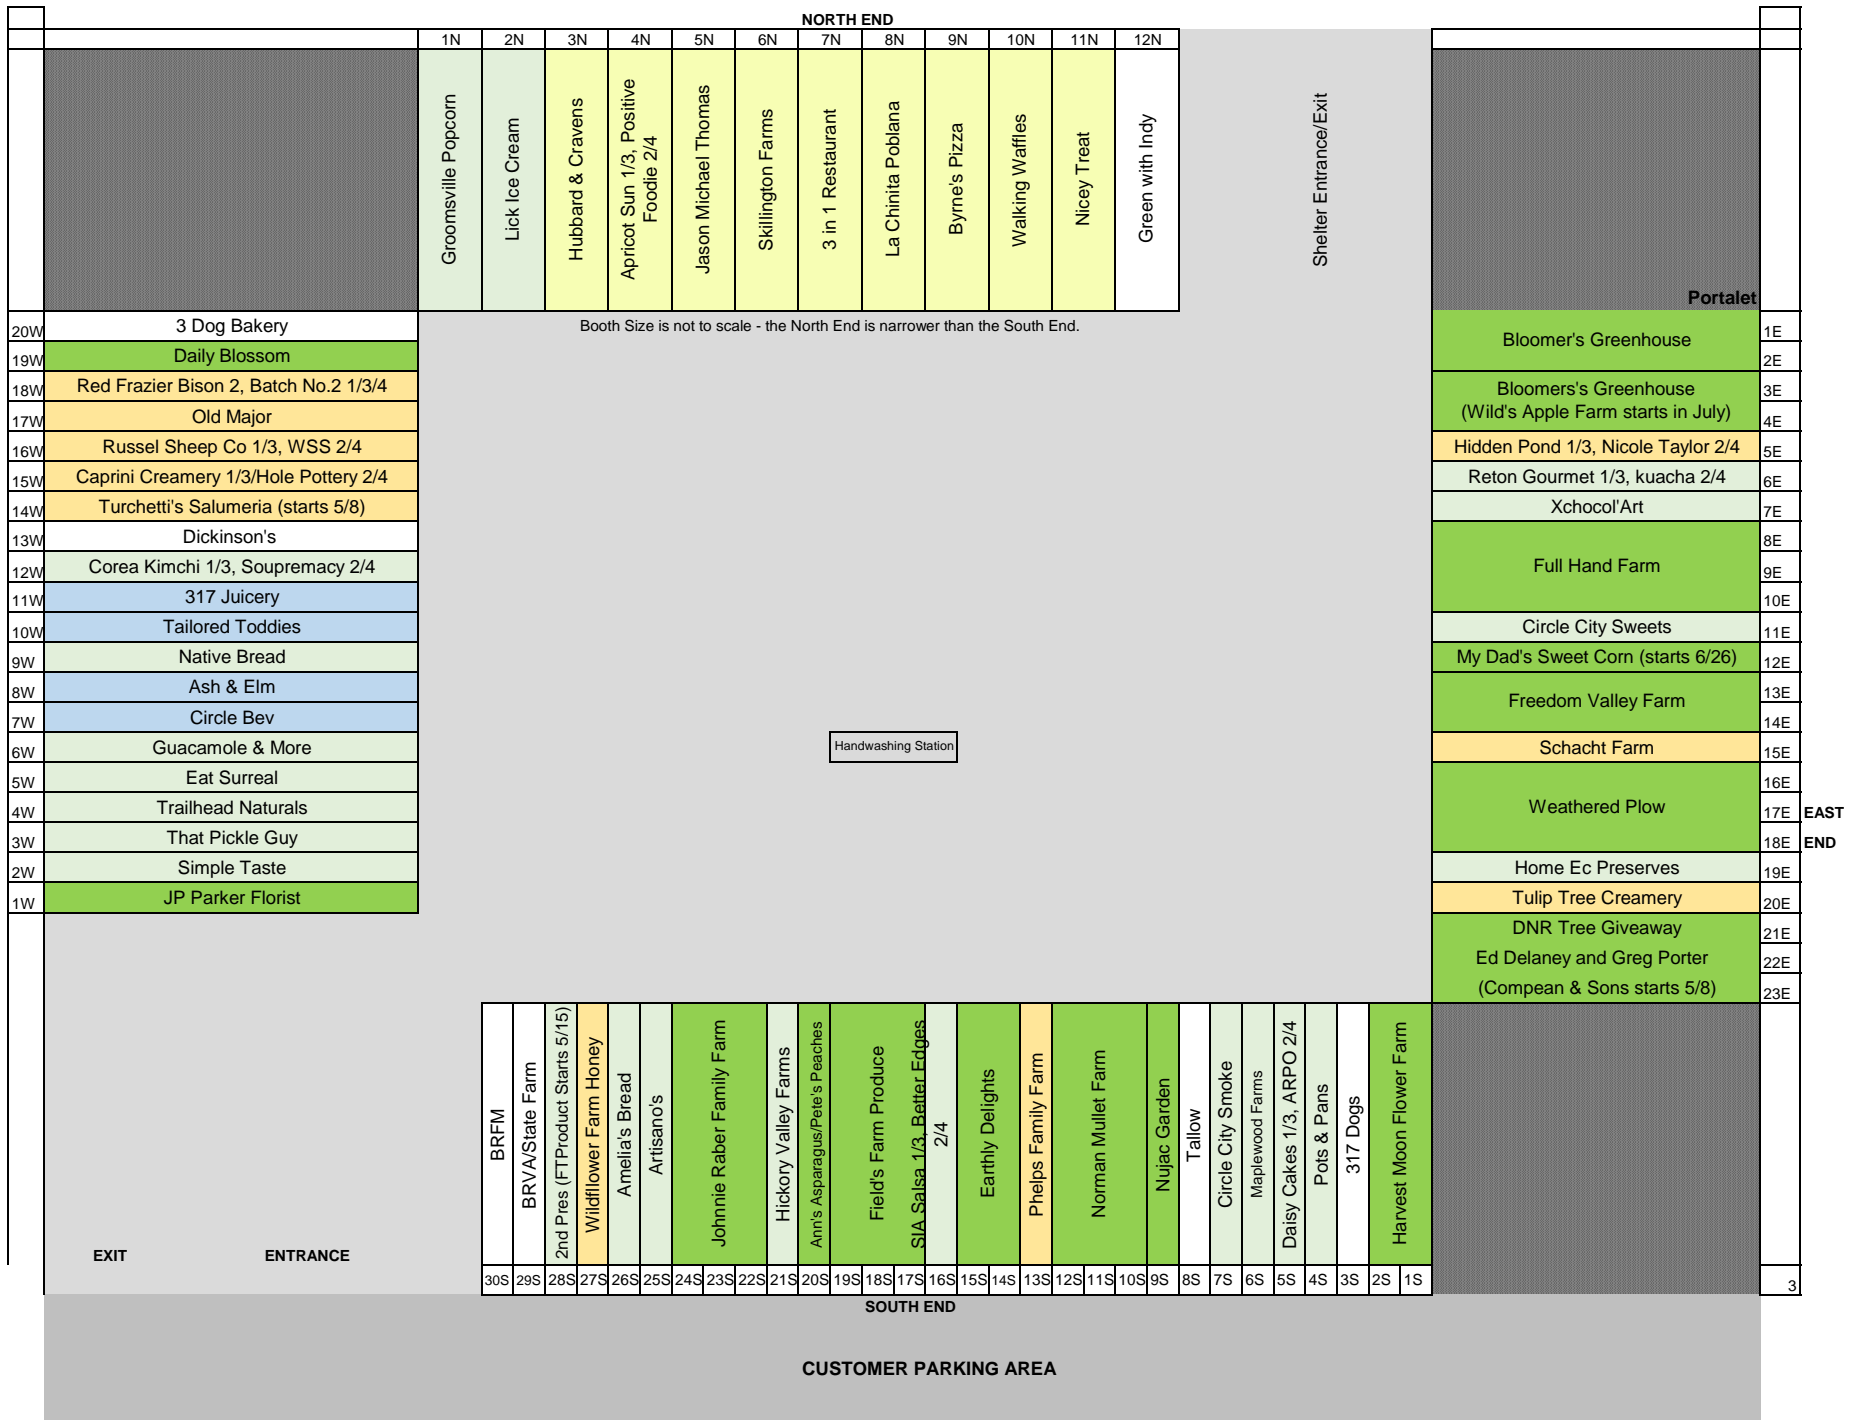 NORTH END
1N 2N 3N 4N 5N 6N 7N 8N 9N 10N 11N 12N
Groomsville Popcorn
Lick Ice Cream
Hubbard & Cravens
Apricot Sun 1/3, Positive
Foodie 2/4
Jason Michael Thomas
Skillington Farms
3 in 1 Restaurant
La Chinita Poblana
Byrne's Pizza
Walking Waffles
Nicey Treat
Green with Indy
Shelter Entrance/Exit
Portalet
Booth Size is not to scale - the North End is narrower than the South End.
20W 3 Dog Bakery
19W Daily Blossom
18W Red Frazier Bison 2, Batch No.2 1/3/4
17W Old Major
16W Russel Sheep Co 1/3, WSS 2/4
15W Caprini Creamery 1/3/Hole Pottery 2/4
14W Turchetti's Salumeria (starts 5/8)
13W Dickinson's
12W Corea Kimchi 1/3, Soupremacy 2/4
11W 317 Juicery
10W Tailored Toddies
9W Native Bread
8W Ash & Elm
7W Circle Bev
6W Guacamole & More
5W Eat Surreal
4W Trailhead Naturals
3W That Pickle Guy
2W Simple Taste
1W JP Parker Florist
Handwashing Station
Bloomer's Greenhouse
1E
2E
Bloomers's Greenhouse
(Wild's Apple Farm starts in July)
3E
4E
Hidden Pond 1/3, Nicole Taylor 2/4 5E
Reton Gourmet 1/3, kuacha 2/4 6E
Xchocol'Art 7E
Full Hand Farm
8E
9E
10E
Circle City Sweets 11E
My Dad's Sweet Corn (starts 6/26) 12E
Freedom Valley Farm
13E
14E
Schacht Farm 15E
Weathered Plow
16E
17E EAST
18E END
Home Ec Preserves 19E
Tulip Tree Creamery 20E
DNR Tree Giveaway 21E
Ed Delaney and Greg Porter 22E
(Compean & Sons starts 5/8) 23E
EXIT ENTRANCE
BRFM
BRVA/State Farm
2nd Pres (FTProduct Starts 5/15)
Wildfllower Farm Honey
Amelia's Bread
Artisano's
Johnnie Raber Family Farm
Hickory Valley Farms
Ann's Asparagus/Pete's Peaches
Field's Farm Produce
SIA Salsa 1/3, Better Edges
2/4
Earthly Delights
Phelps Family Farm
Norman Mullet Farm
Nujac Garden
Tallow
Circle City Smoke
Maplewood Farms
Daisy Cakes 1/3, ARPO 2/4
Pots & Pans
317 Dogs
Harvest Moon Flower Farm
30S 29S 28S 27S 26S 25S 24S 23S 22S 21S 20S 19S 18S 17S 16S 15S 14S 13S 12S 11S 10S 9S 8S 7S 6S 5S 4S 3S 2S 1S
3
SOUTH END
CUSTOMER PARKING AREA